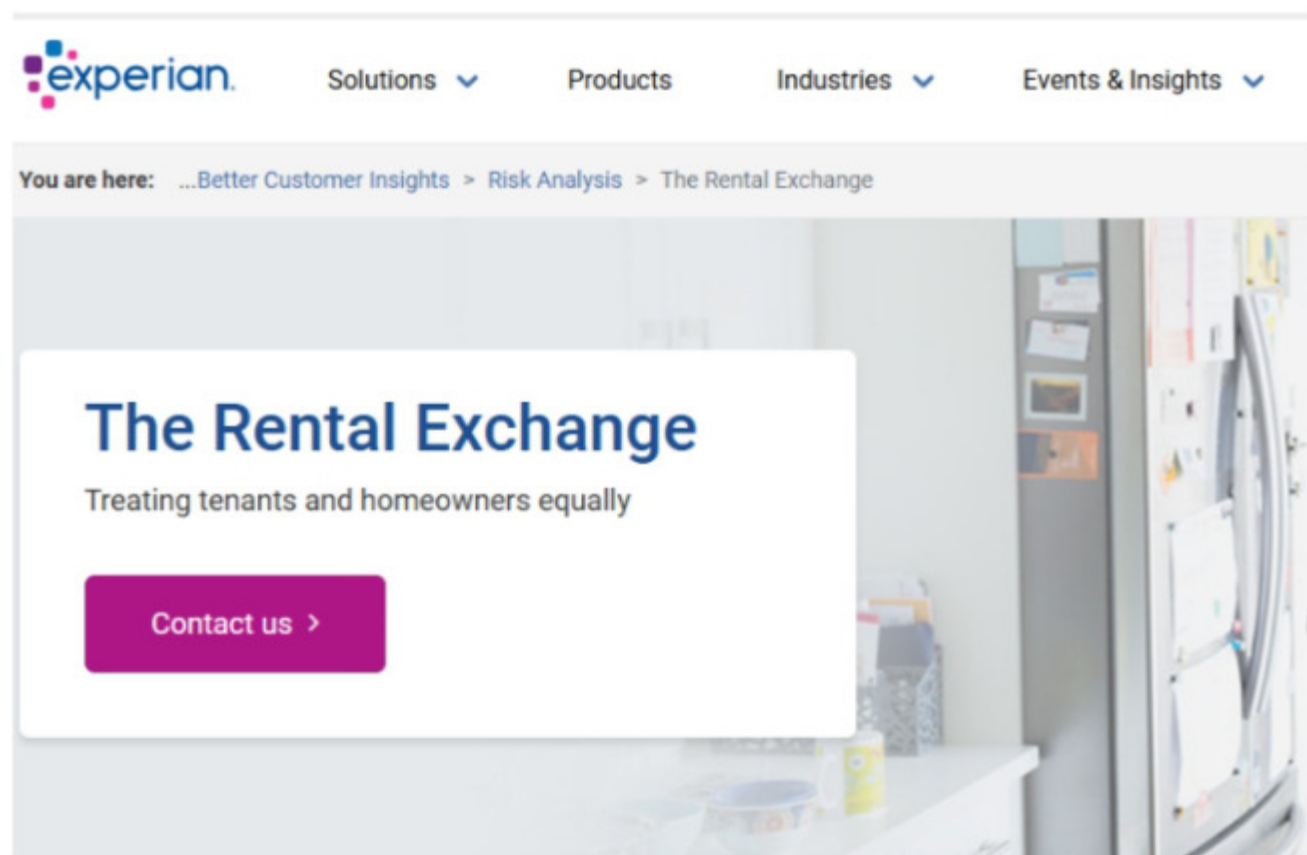 experian.
Solutions
Products
Industries
Events & Insights
You are here: ...Better Customer Insights > Risk Analysis > The Rental Exchange
The Rental Exchange
Treating tenants and homeowners equally
Contact us >